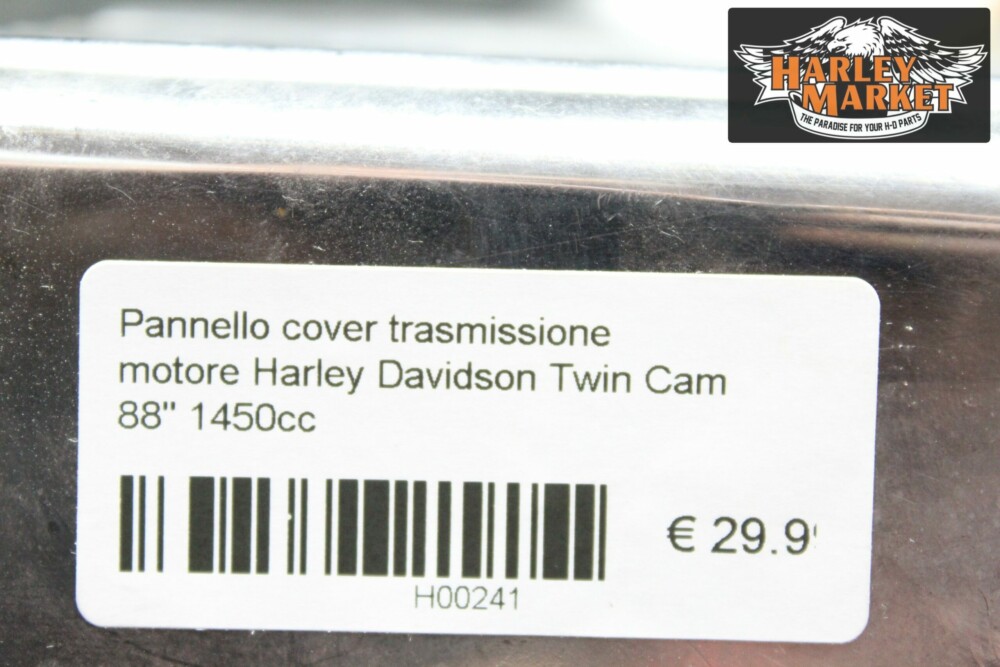 HARLEY
MARKET
THE PARADISE FOR YOUR H-D PARTS
Pannello cover trasmissione
motore Harley Davidson Twin Cam
88" 1450cc
€ 29.9
H00241